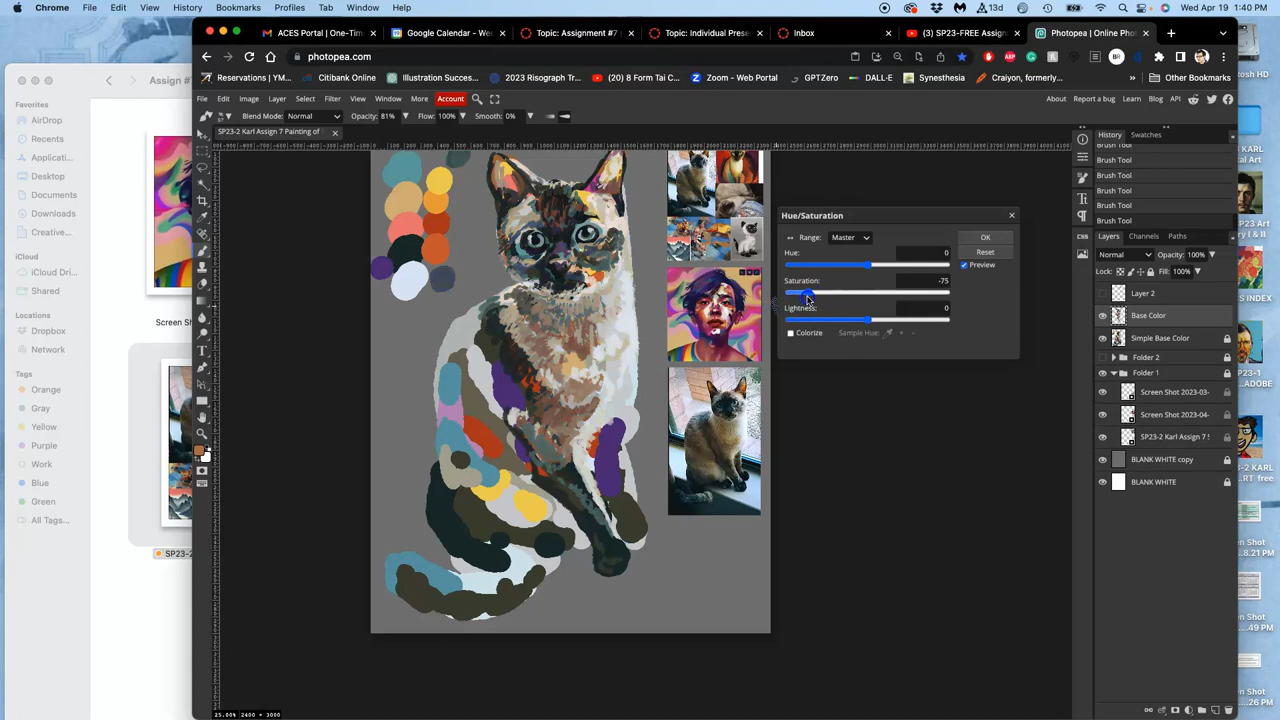 Chrome File Edit View History Bookmarks Profiles Tab Window Help 13d Wed Apr 19 1:40 PM
ACES Portal | Home
Google Calendar - We
Topic: Assignment #7
Topic: Individual Prese
Inbox
(3) SP23-FREE Assign
Photopea | Online Pho
photopea.com
Reservations | YM...
Citibank Online
Illustration Succes...
2023 Risograph Tr...
(20) 8 Form Tai C...
Zoom - Web Portal
GPTZero
DALL·E
Synesthesia
Craiyon, formerly...
Other Bookmarks
File Edit Image Layer Select Filter View Window More Account
About Report a bug Learn Blog API
Blend Mode: Normal Opacity: 81% Flow: 100% Smooth: 0%
SP23-2 Karl Assign 7 Painting of
Assign #7
Favorites
AirDrop
Recents
Applicati...
Desktop
Documents
Downloads
Creative...
iCloud
iCloud Dri...
Shared
Locations
Dropbox
Network
Tags
Orange
Gray
Yellow
Purple
Work
Blue
Green
All Tags...
Screen Sho
SP23-2
Hue/Saturation
Range: Master
OK
Hue: 0
Reset
Preview
Saturation: -75
Lightness: 0
Colorize Sample Hue:
History Swatches
Brush Tool
Brush Tool
Brush Tool
Brush Tool
Brush Tool
Brush Tool
CSS
Layers Channels Paths
Normal Opacity: 100%
Lock: Fill: 100%
Layer 2
Base Color
Simple Base Color
Folder 2
Folder 1
Screen Shot 2023-03-
Screen Shot 2023-04-
SP23-2 Karl Assign 7 S
BLANK WHITE copy
BLANK WHITE
25.00% 2400 × 3000